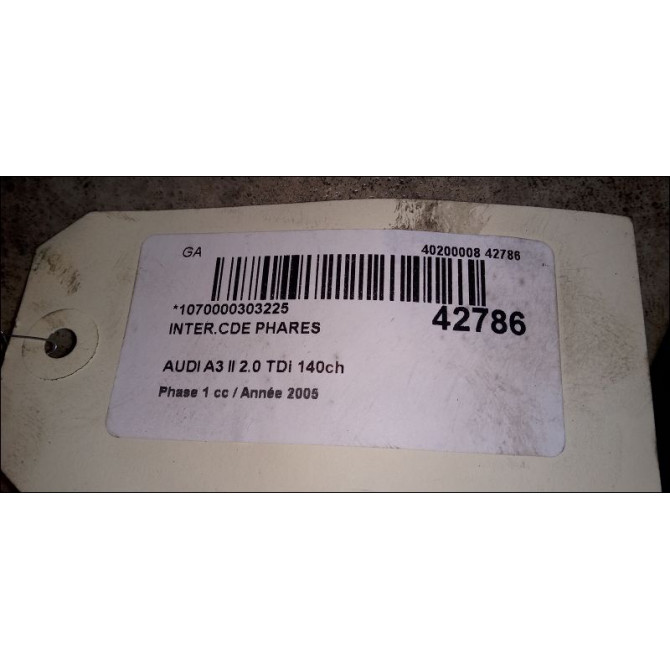 GA 40200008 42786
*1070000303225
42786
INTER.CDE PHARES
AUDI A3 II 2.0 TDi 140ch
Phase 1 cc / Année 2005